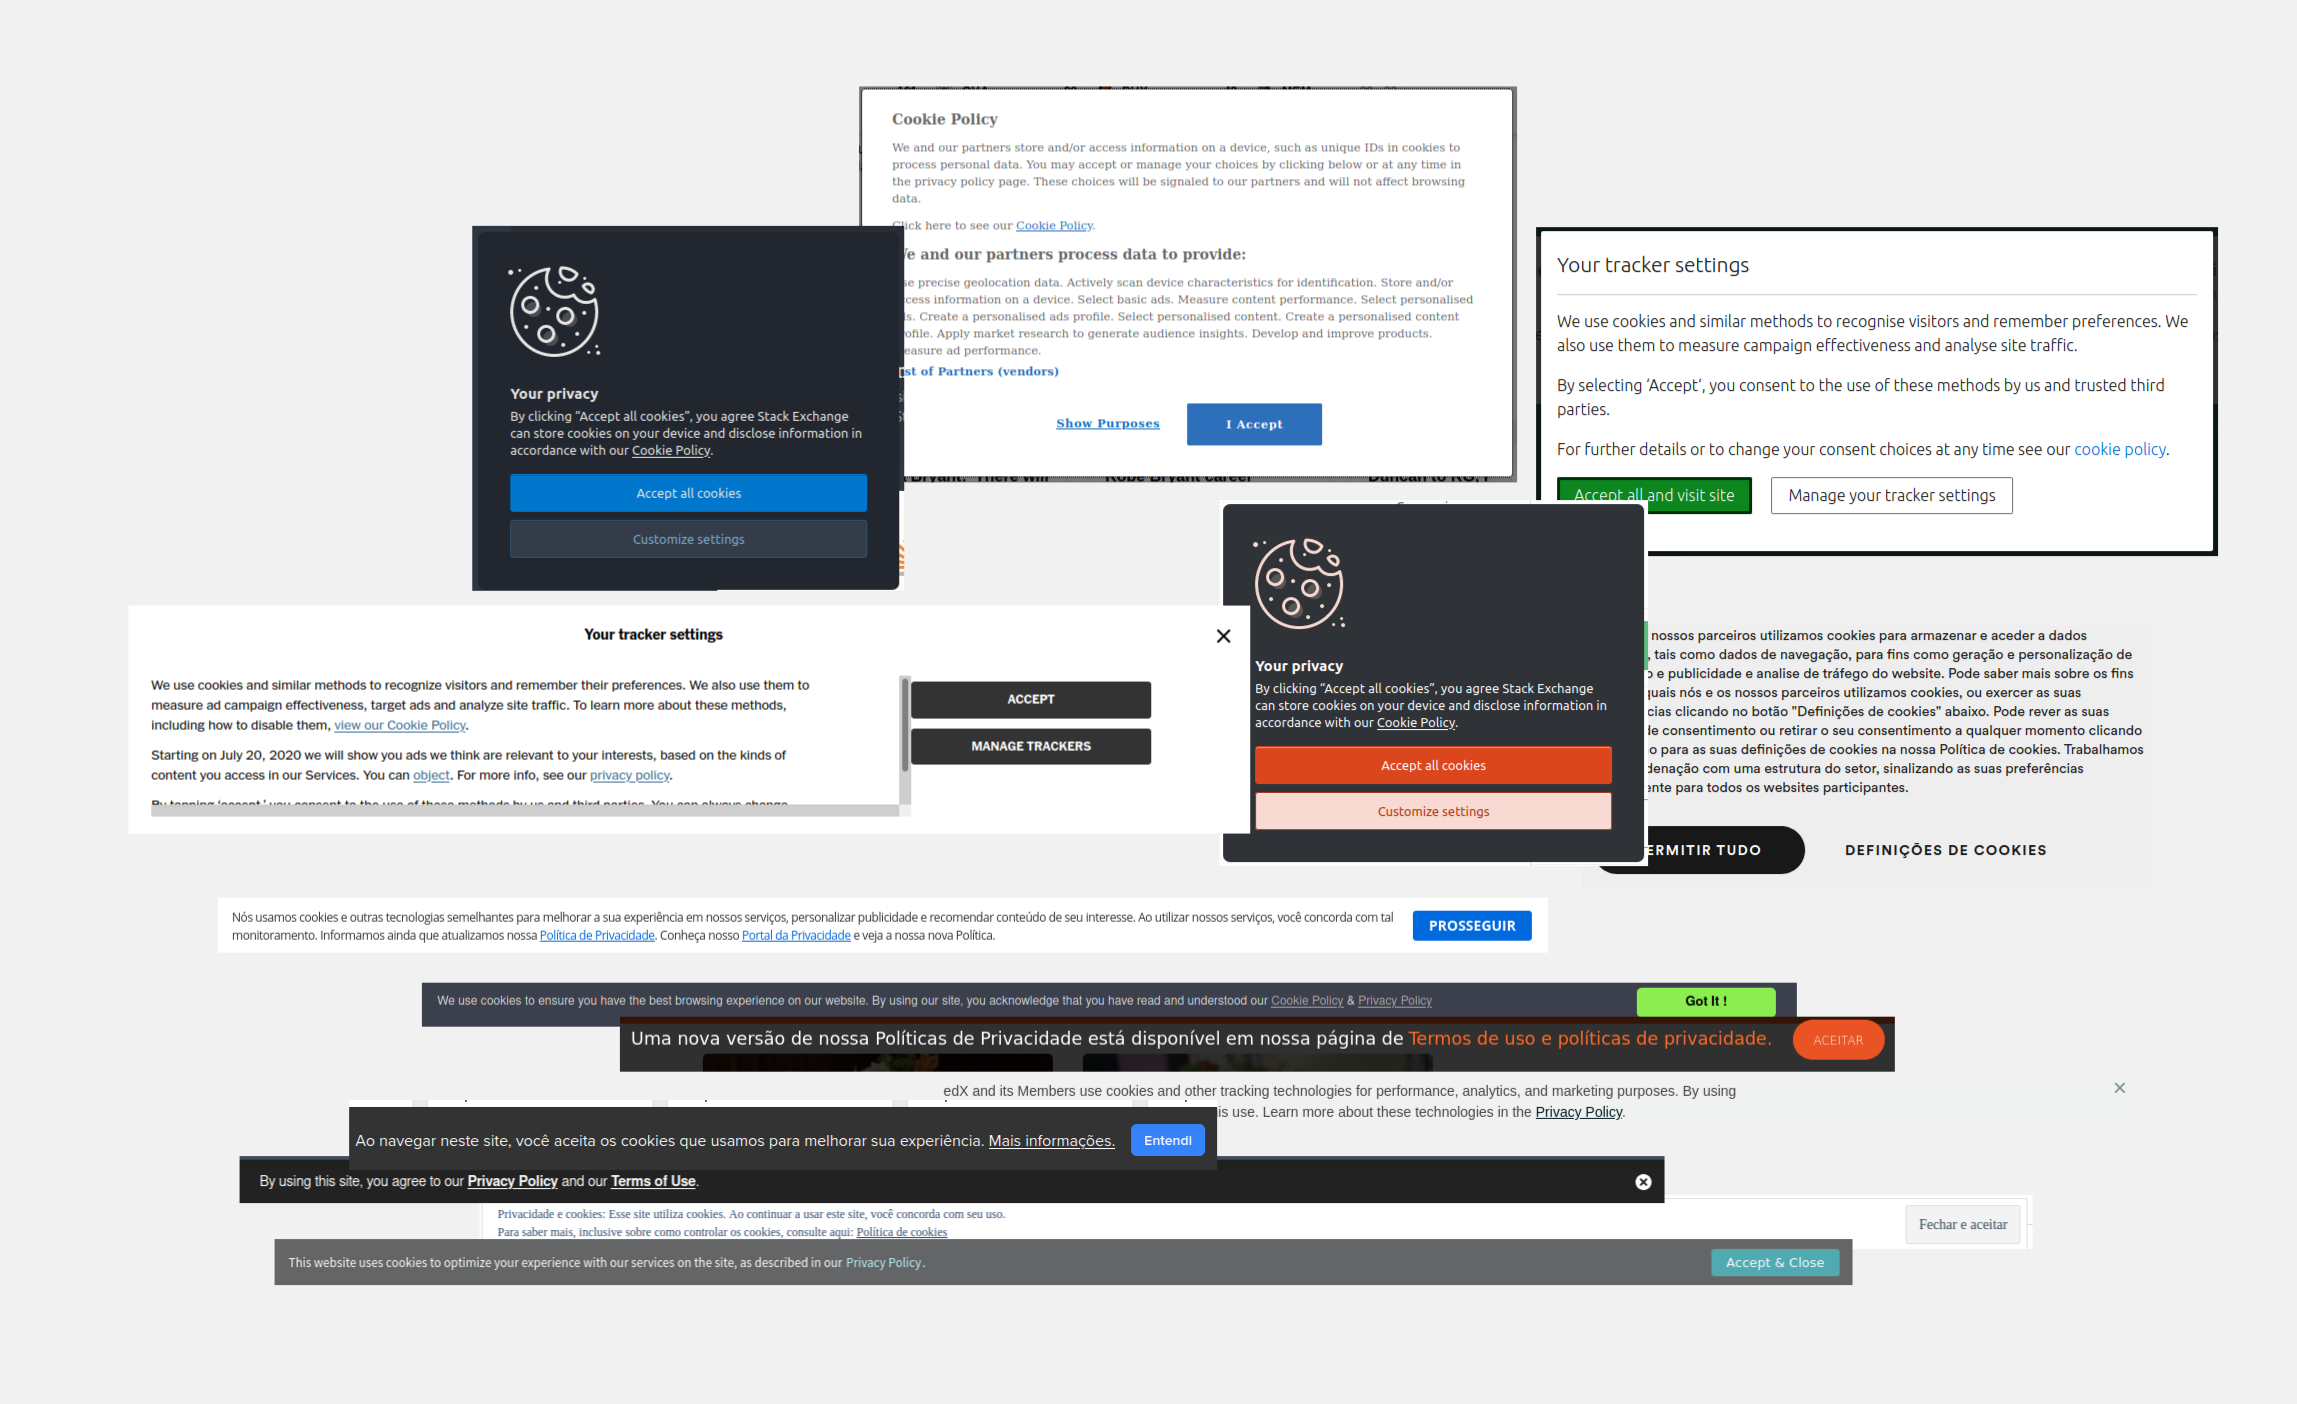 Cookie Policy
We and our partners store and/or access information on a device, such as unique IDs in cookies to
process personal data. You may accept or manage your choices by clicking below or at any time in
the privacy policy page. These choices will be signaled to our partners and will not affect browsing
data.
Click here to see our Cookie Policy.
and our partners process data to provide:
precise geolocation data. Actively scan device characteristics for identification. Store and/or
information on a device. Select basic ads. Measure content performance. Select personalised
Create a personalised ads profile. Select personalised content. Create a personalised content
Apply market research to generate audience insights. Develop and improve products.
ad performance.
of Partners (vendors)
Show Purposes
I Accept
Your privacy
By clicking “Accept all cookies”, you agree Stack Exchange
can store cookies on your device and disclose information in
accordance with our Cookie Policy.
Accept all cookies
Customize settings
Your tracker settings
We use cookies and similar methods to recognise visitors and remember preferences. We
also use them to measure campaign effectiveness and analyse site traffic.
By selecting ‘Accept’, you consent to the use of these methods by us and trusted third
parties.
For further details or to change your consent choices at any time see our cookie policy.
Accept all and visit site
Manage your tracker settings
Your tracker settings
We use cookies and similar methods to recognize visitors and remember their preferences. We also use them to
measure ad campaign effectiveness, target ads and analyze site traffic. To learn more about these methods,
including how to disable them, view our Cookie Policy.
Starting on July 20, 2020 we will show you ads we think are relevant to your interests, based on the kinds of
content you access in our Services. You can object. For more info, see our privacy policy.
By tapping ‘accept,’ you consent to the use of these methods by us and third parties. You can always change
ACCEPT
MANAGE TRACKERS
Your privacy
By clicking “Accept all cookies”, you agree Stack Exchange
can store cookies on your device and disclose information in
accordance with our Cookie Policy.
Accept all cookies
Customize settings
nossos parceiros utilizamos cookies para armazenar e aceder a dados
, tais como dados de navegação, para fins como geração e personalização de
e publicidade e analise de tráfego do website. Pode saber mais sobre os fins
quais nós e os nossos parceiros utilizamos cookies, ou exercer as suas
clicando no botão "Definições de cookies" abaixo. Pode rever as suas
de consentimento ou retirar o seu consentimento a qualquer momento clicando
para as suas definições de cookies na nossa Política de cookies. Trabalhamos
com uma estrutura do setor, sinalizando as suas preferências
para todos os websites participantes.
ERMITIR TUDO
DEFINIÇÕES DE COOKIES
Nós usamos cookies e outras tecnologias semelhantes para melhorar a sua experiência em nossos serviços, personalizar publicidade e recomendar conteúdo de seu interesse. Ao utilizar nossos serviços, você concorda com tal
monitoramento. Informamos ainda que atualizamos nossa Política de Privacidade. Conheça nosso Portal da Privacidade e veja a nossa nova Política.
PROSSEGUIR
We use cookies to ensure you have the best browsing experience on our website. By using our site, you acknowledge that you have read and understood our Cookie Policy & Privacy Policy
Got It !
Uma nova versão de nossa Políticas de Privacidade está disponível em nossa página de Termos de uso e políticas de privacidade.
ACEITAR
edX and its Members use cookies and other tracking technologies for performance, analytics, and marketing purposes. By using
is use. Learn more about these technologies in the Privacy Policy.
Ao navegar neste site, você aceita os cookies que usamos para melhorar sua experiência. Mais informações.
Entendi
By using this site, you agree to our Privacy Policy and our Terms of Use.
Privacidade e cookies: Esse site utiliza cookies. Ao continuar a usar este site, você concorda com seu uso.
Para saber mais, inclusive sobre como controlar os cookies, consulte aqui: Política de cookies
Fechar e aceitar
This website uses cookies to optimize your experience with our services on the site, as described in our Privacy Policy.
Accept & Close